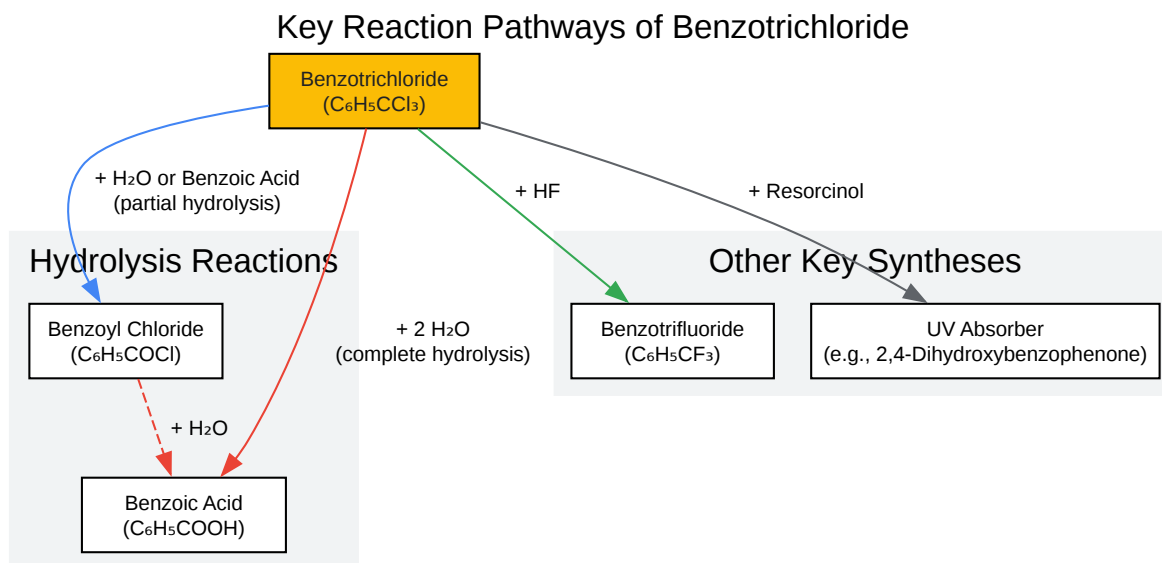 Key Reaction Pathways of Benzotrichloride
Benzotrichloride
(C₆H₅CCl₃)
+ H₂O or Benzoic Acid
(partial hydrolysis)
+ HF
+ Resorcinol
Hydrolysis Reactions
Other Key Syntheses
Benzoyl Chloride
(C₆H₅COCl)
+ 2 H₂O
(complete hydrolysis)
Benzotrifluoride
(C₆H₅CF₃)
UV Absorber
(e.g., 2,4-Dihydroxybenzophenone)
+ H₂O
Benzoic Acid
(C₆H₅COOH)